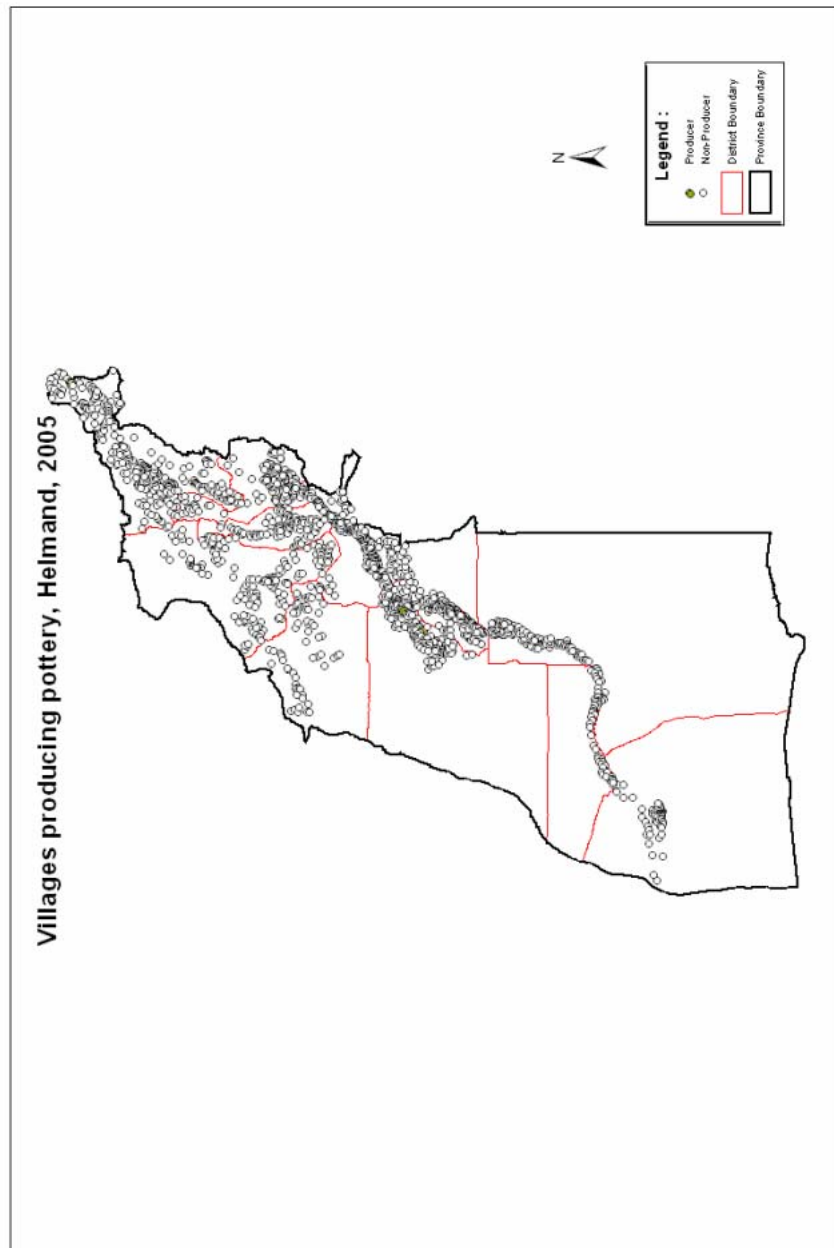 Villages producing pottery, Helmand, 2005
N
Legend :
Producer
Non-Producer
District Boundary
Province Boundary